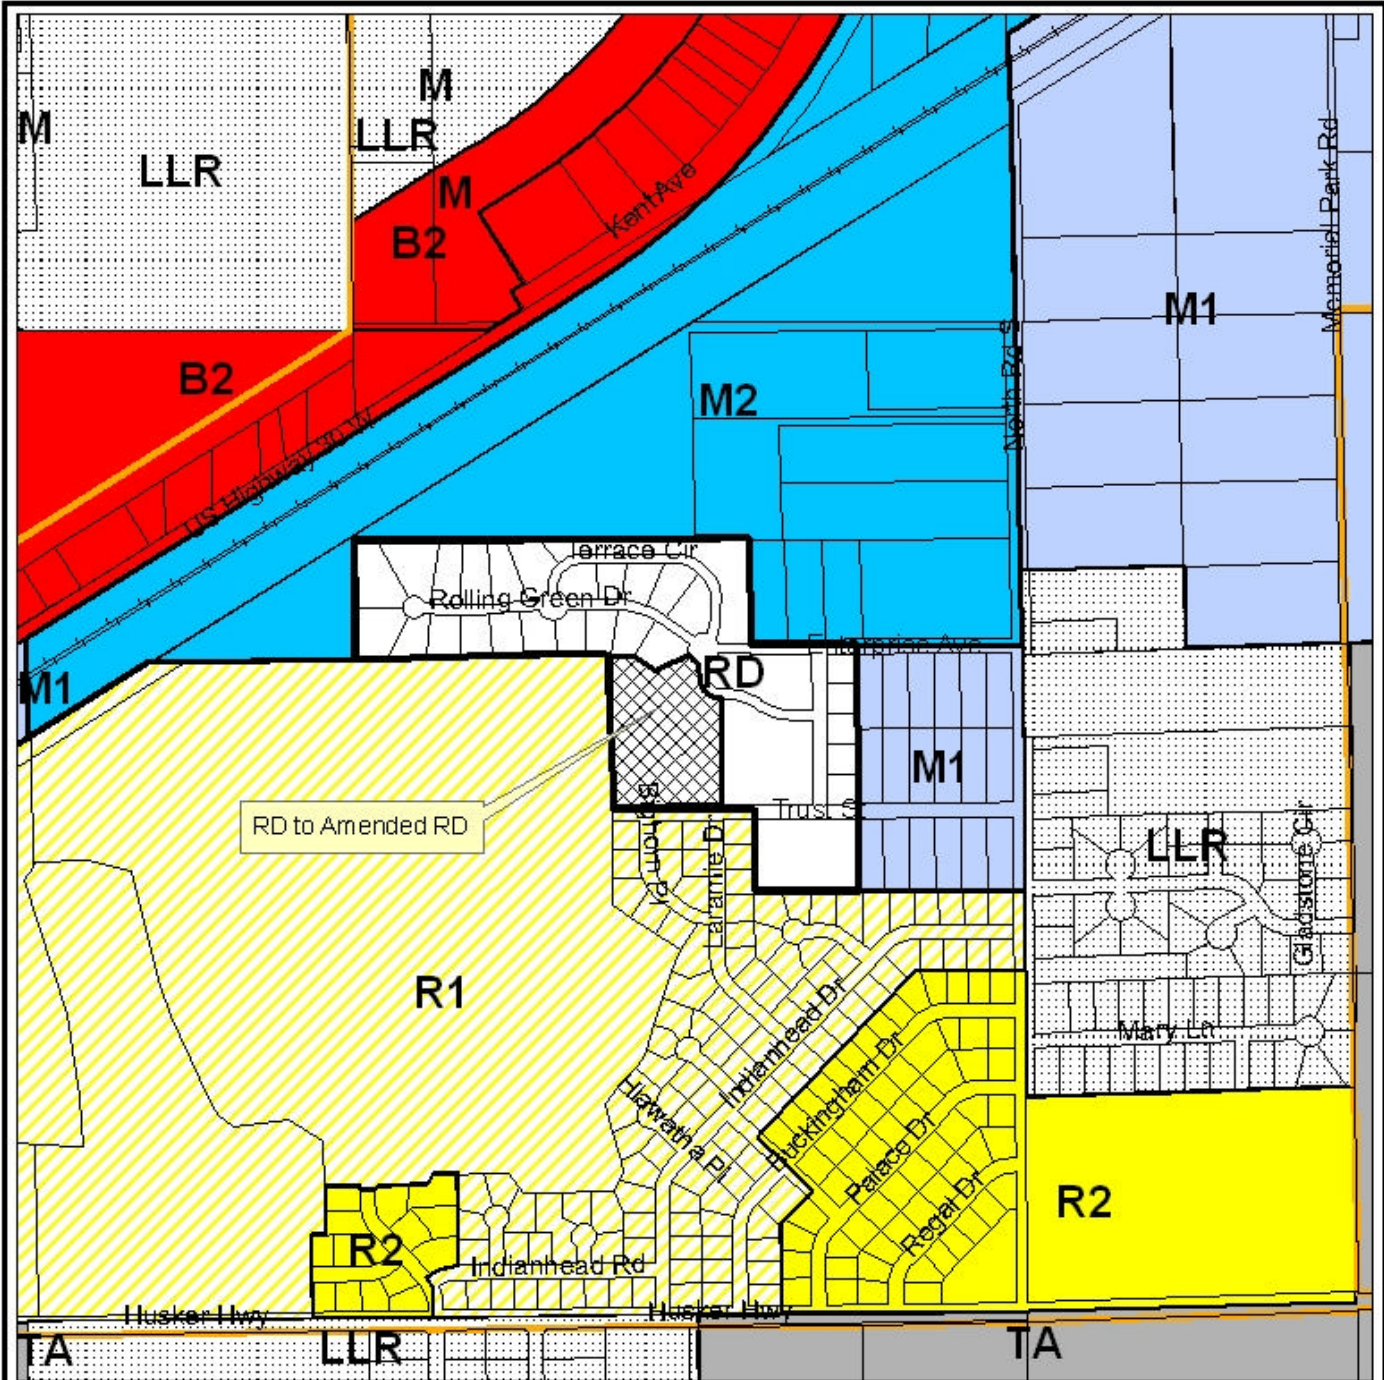 M
M
LLR
LLR
M
B2
Kent Ave
Memorial Park Rd
M1
B2
M2
North Rd S
US Highway 30 W
Terrace Cir
Rolling Green Dr
Enterprise Ave
RD
M1
M1
RD to Amended RD
Trust St
Laramie Dr
LLR
Gladstone Cir
R1
Indianhead Dr
Mary Ln
Buckingham Dr
Hiawatha Pl
Palace Dr
R2
Regal Dr
R2
Indianhead Rd
Husker Hwy
Husker Hwy
TA
LLR
TA